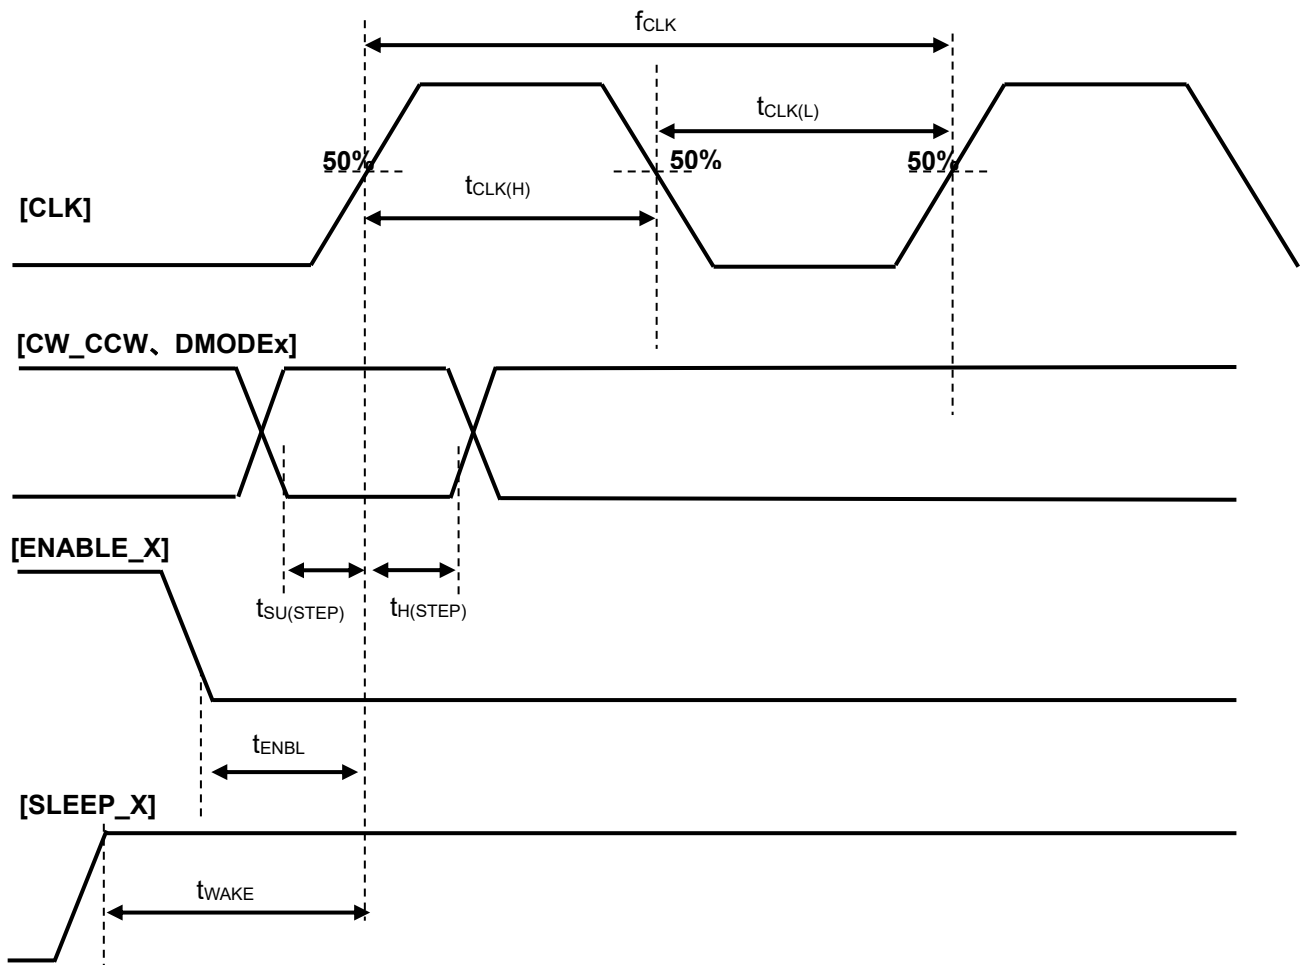 fCLK
tCLK(L)
50%
50%
50%
tCLK(H)
[CLK]
[CW_CCW、DMODEx]
[ENABLE_X]
tSU(STEP)
tH(STEP)
tENBL
[SLEEP_X]
tWAKE